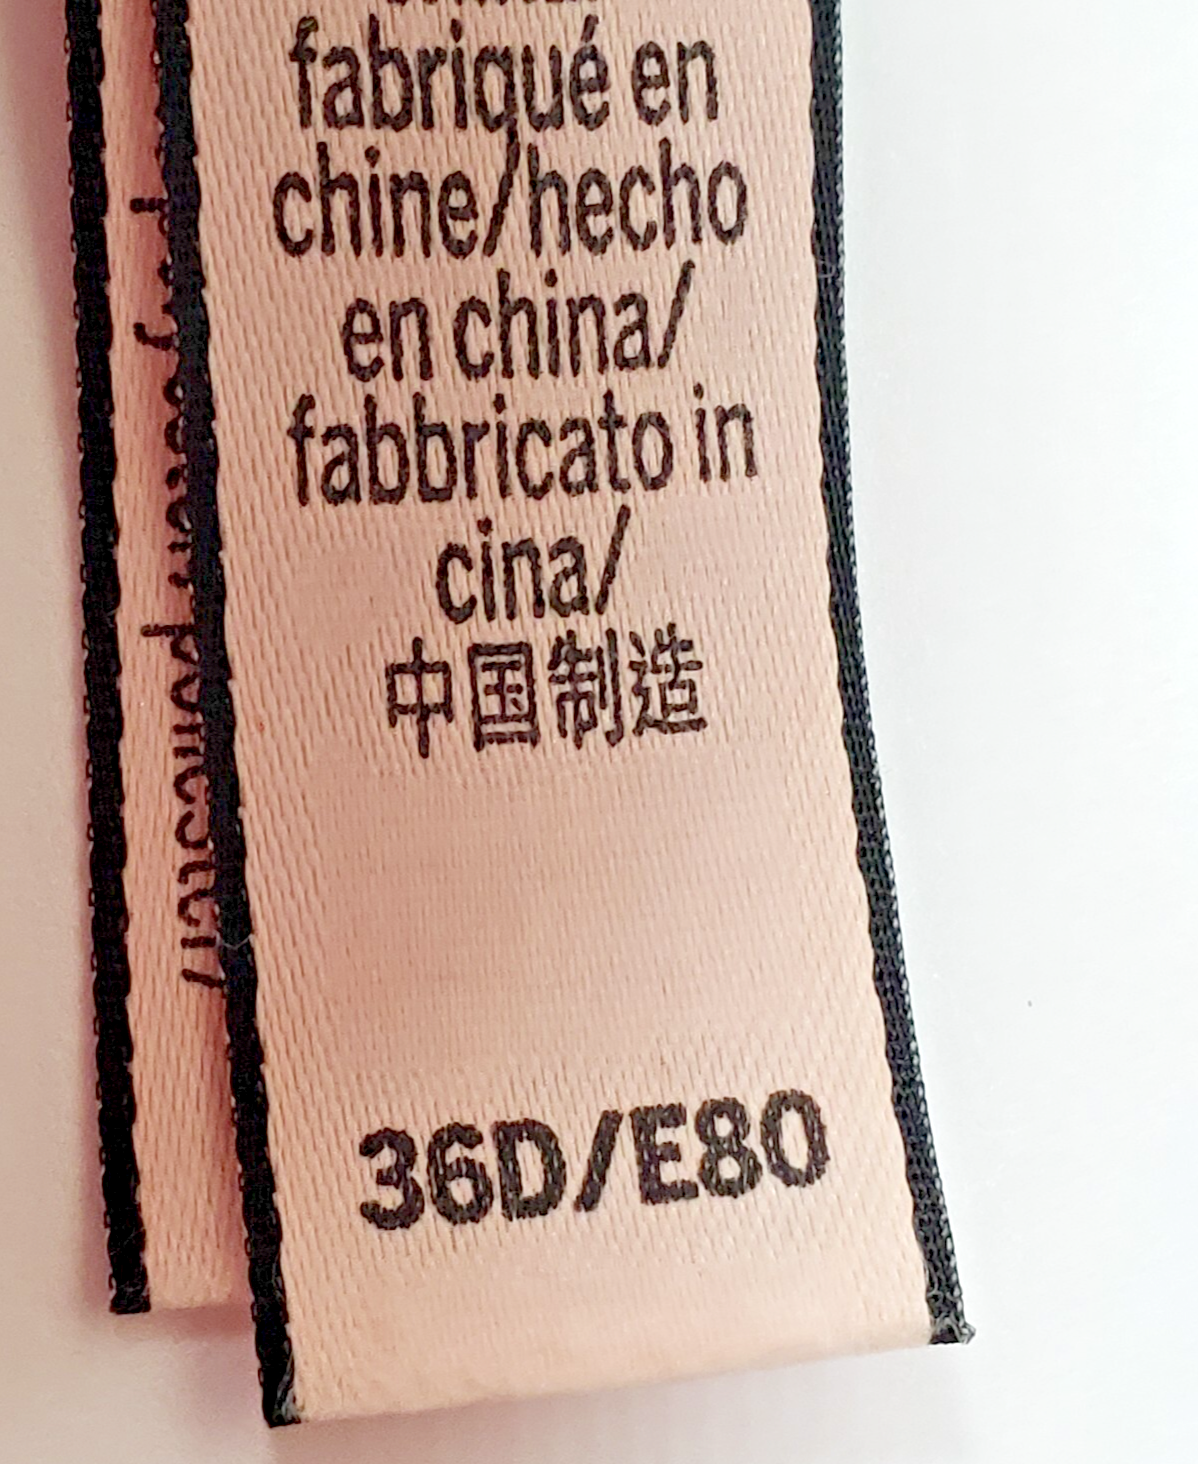 fabriqué en
chine/hecho
en china/
fabbricato in
cina/
中国制造
36D/E80